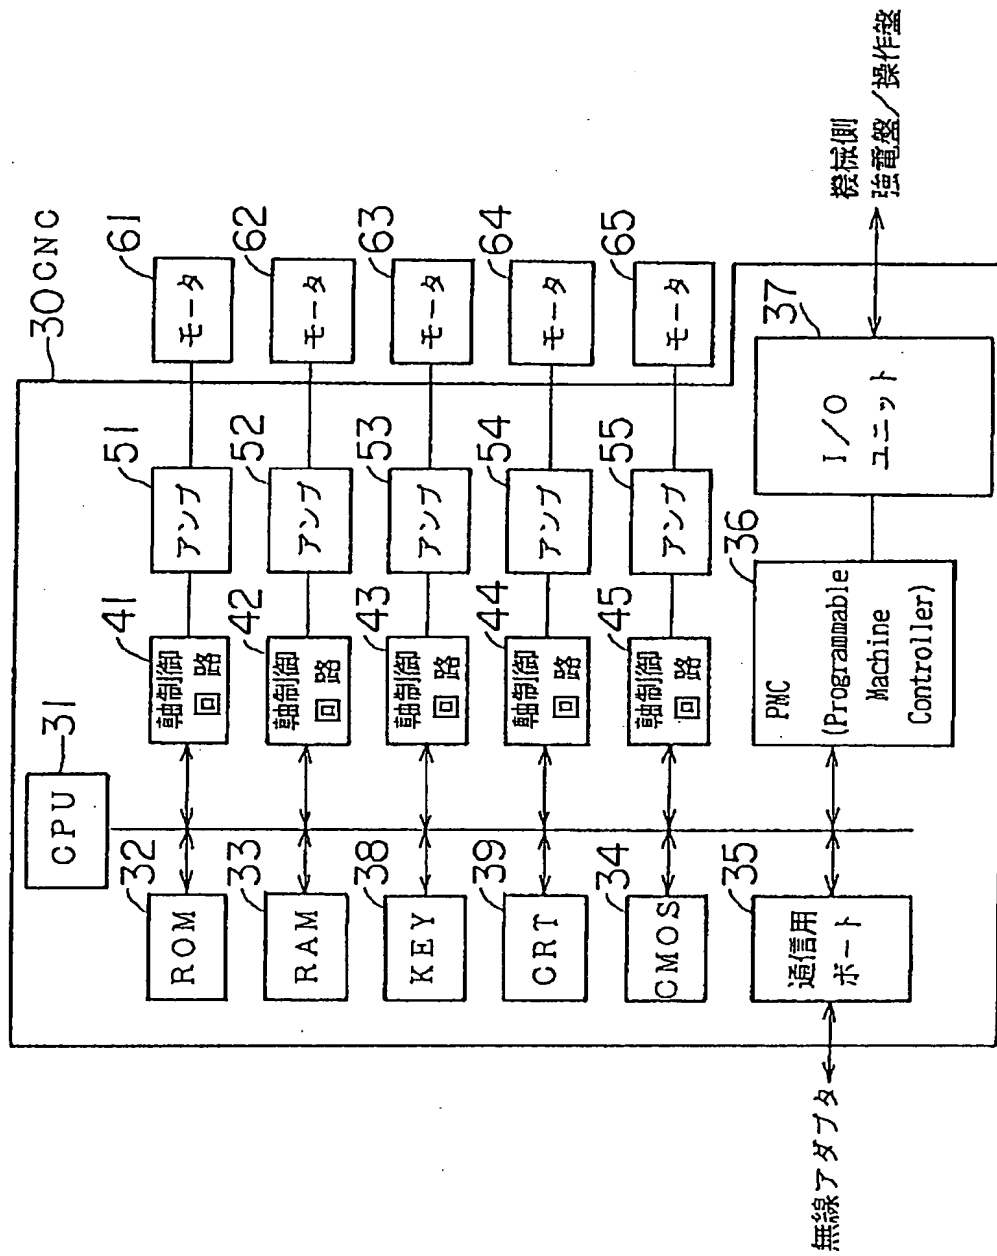 30 CNC
CPU 31
32
ROM
41
軸制御
回路
51
アンプ
61
モータ
33
RAM
42
軸制御
回路
52
アンプ
62
モータ
38
KEY
43
軸制御
回路
53
アンプ
63
モータ
39
CRT
44
軸制御
回路
54
アンプ
64
モータ
34
CMOS
45
軸制御
回路
55
アンプ
65
モータ
35
通信用
ポート
無線アダプタ
36
PMC
(Programmable
Machine
Controller)
37
I/O
ユニット
機械側
強電盤/操作盤